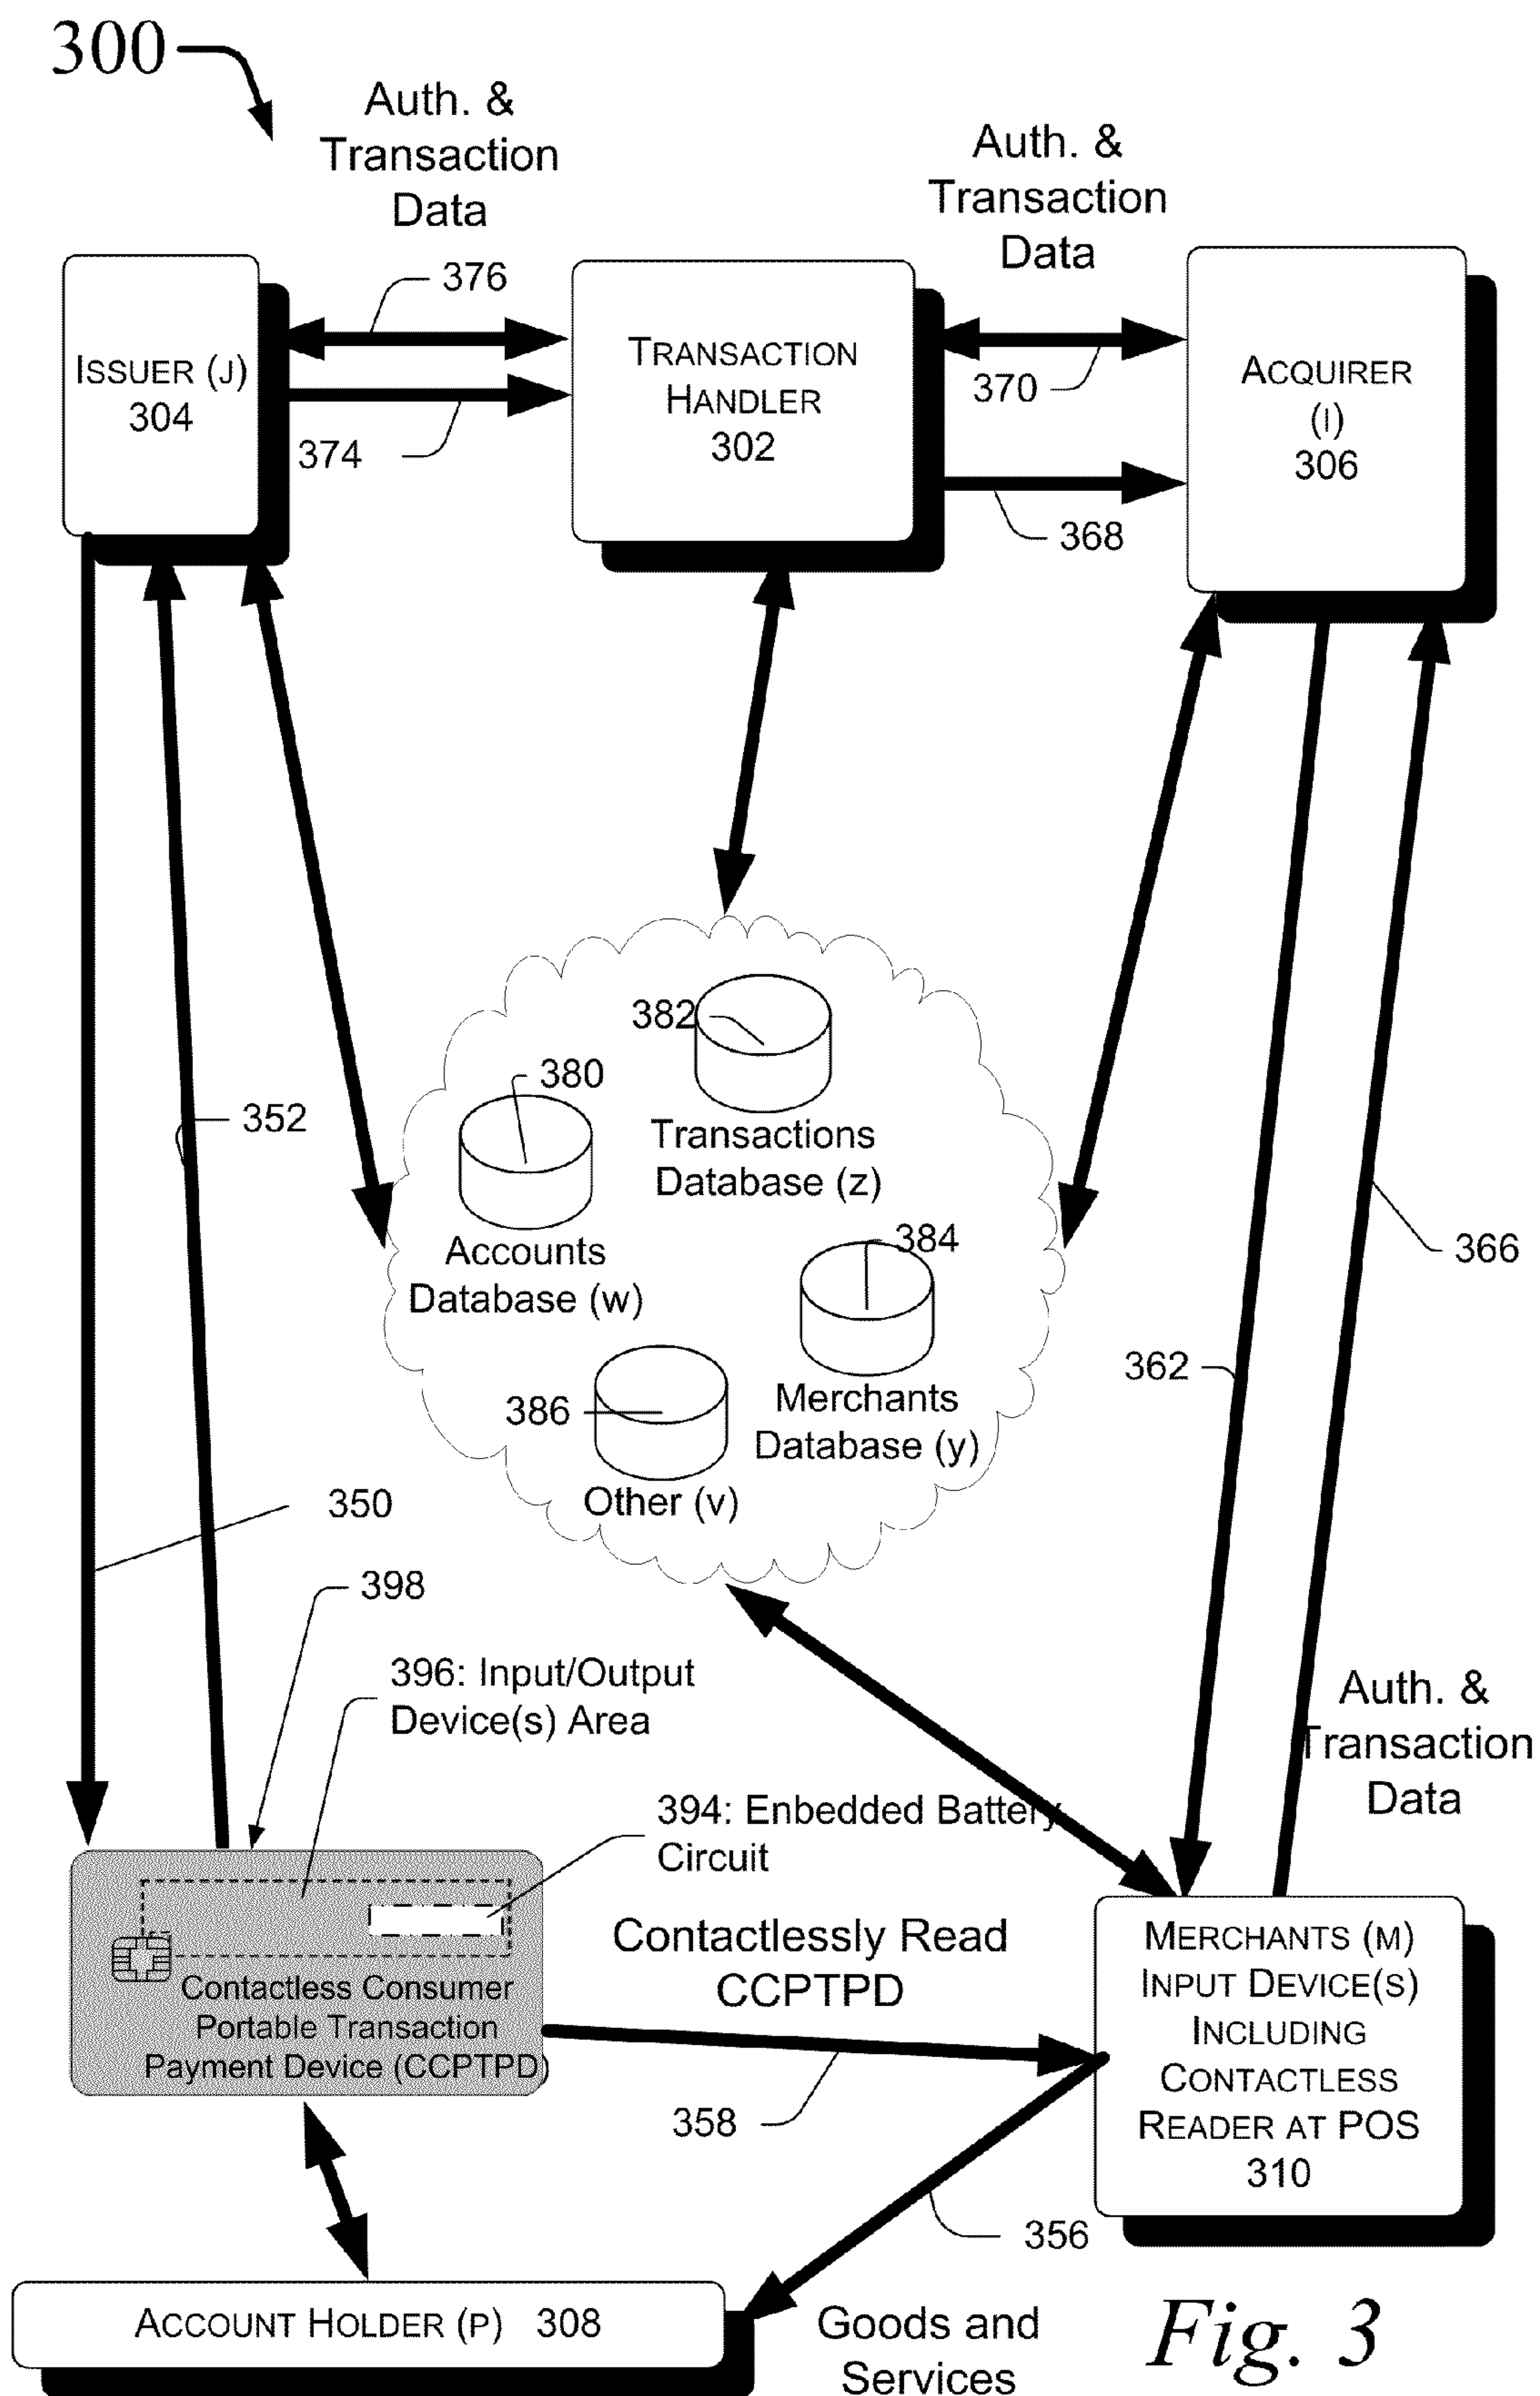 300
Auth. &
Transaction
Data
Auth. &
Transaction
Data
376
ISSUER (J)
304
374
TRANSACTION
HANDLER
302
370
368
ACQUIRER
(I)
306
382
380
352
Transactions
Database (z)
384
Accounts
Database (w)
366
362
386
Merchants
Database (y)
Other (v)
350
398
396: Input/Output
Device(s) Area
Auth. &
Transaction
Data
394: Enbedded Battery
Circuit
Contactlessly Read
CCPTPD
Contactless Consumer
Portable Transaction
Payment Device (CCPTPD)
MERCHANTS (M)
INPUT DEVICE(S)
INCLUDING
CONTACTLESS
READER AT POS
310
358
356
ACCOUNT HOLDER (P) 308
Goods and
Services
Fig. 3